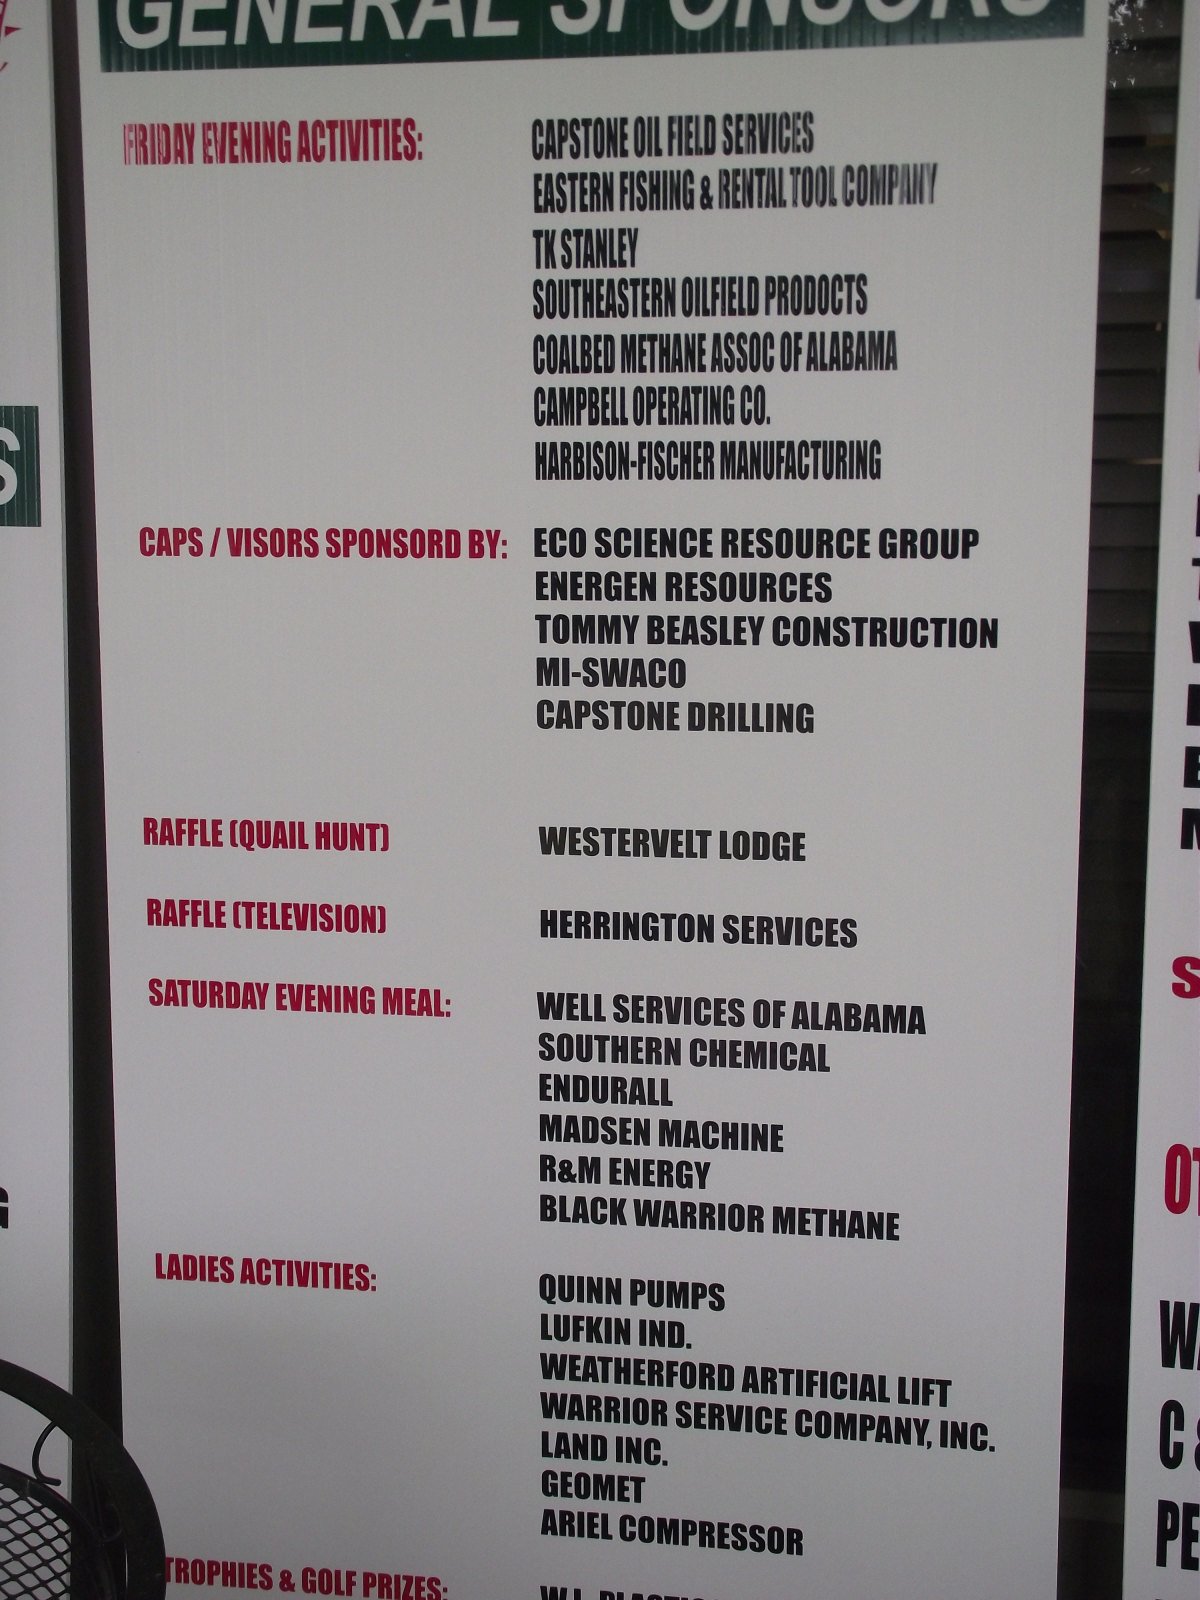 GENERAL SPONSORS
FRIDAY EVENING ACTIVITIES: CAPSTONE OIL FIELD SERVICES
EASTERN FISHING & RENTAL TOOL COMPANY
TK STANLEY
SOUTHEASTERN OILFIELD PRODOCTS
COALBED METHANE ASSOC OF ALABAMA
CAMPBELL OPERATING CO.
HARBISON-FISCHER MANUFACTURING
CAPS / VISORS SPONSORD BY: ECO SCIENCE RESOURCE GROUP
ENERGEN RESOURCES
TOMMY BEASLEY CONSTRUCTION
MI-SWACO
CAPSTONE DRILLING
RAFFLE (QUAIL HUNT) WESTERVELT LODGE
RAFFLE (TELEVISION) HERRINGTON SERVICES
SATURDAY EVENING MEAL: WELL SERVICES OF ALABAMA
SOUTHERN CHEMICAL
ENDURALL
MADSEN MACHINE
R&M ENERGY
BLACK WARRIOR METHANE
LADIES ACTIVITIES: QUINN PUMPS
LUFKIN IND.
WEATHERFORD ARTIFICIAL LIFT
WARRIOR SERVICE COMPANY, INC.
LAND INC.
GEOMET
ARIEL COMPRESSOR
TROPHIES & GOLF PRIZES: